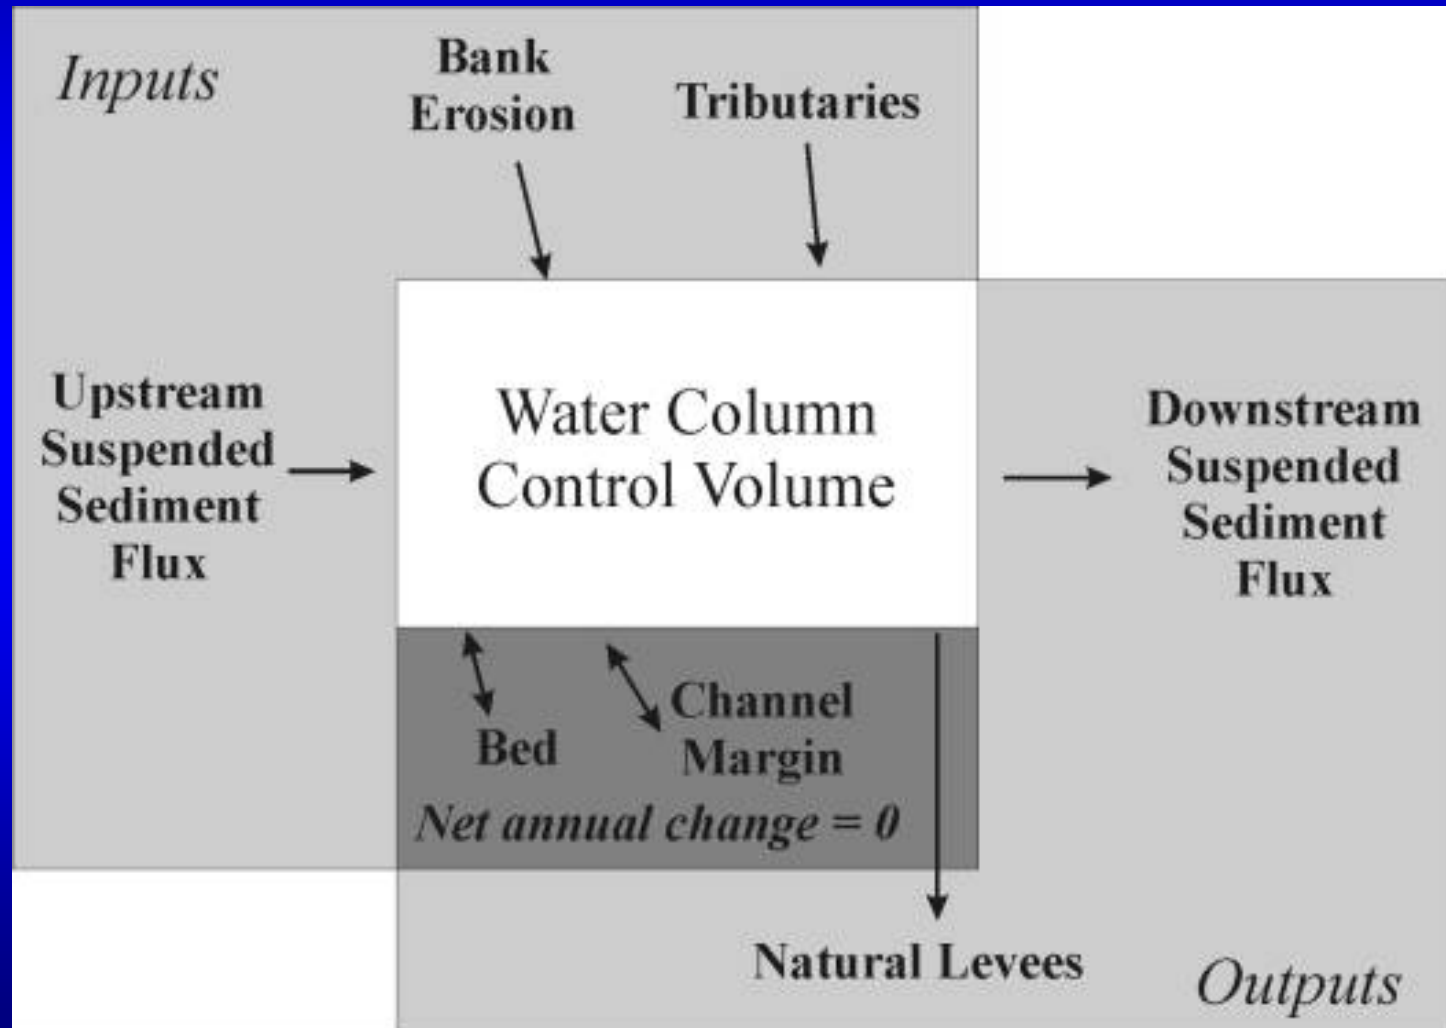 Inputs
Bank
Erosion
Tributaries
Upstream
Suspended
Sediment
Flux
Water Column
Control Volume
Downstream
Suspended
Sediment
Flux
Bed
Channel
Margin
Net annual change = 0
Natural Levees
Outputs